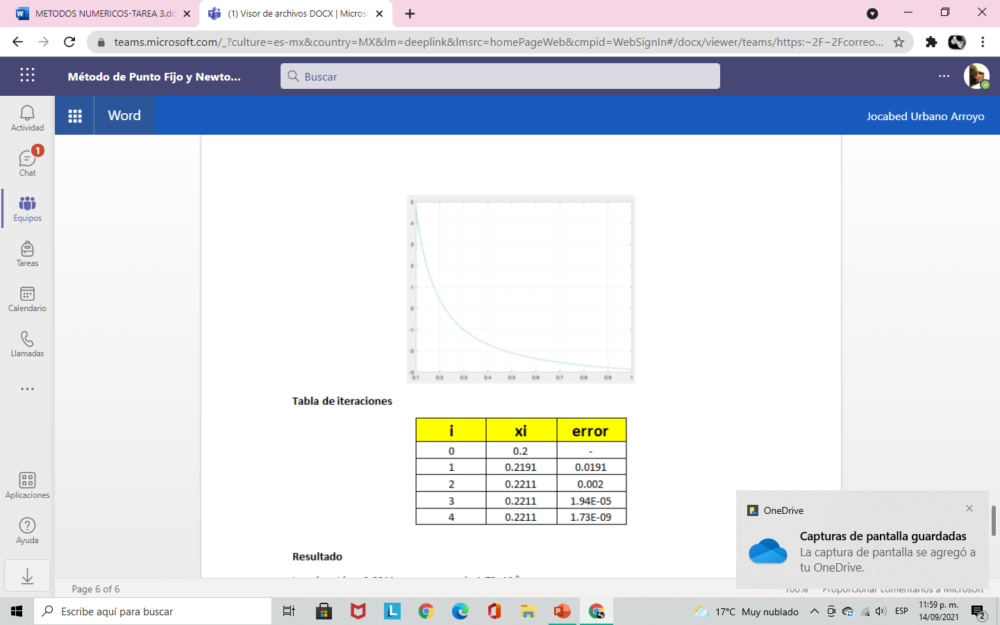 METODOS NUMERICOS-TAREA 3.do
(1) Visor de archivos DOCX | Micros
teams.microsoft.com/_?culture=es-mx&country=MX&lm=deeplink&lmsrc=homePageWeb&cmpid=WebSignIn#/docx/viewer/teams/https:~2F~2Fcorreo...
Método de Punto Fijo y Newto...
Buscar
Word
Jocabed Urbano Arroyo
Actividad
1
Chat
Equipos
Tareas
Calendario
Llamadas
Aplicaciones
Ayuda
5
4
3
2
1
0
-1
-2
-3
0.1 0.2 0.3 0.4 0.5 0.6 0.7 0.8 0.9 1
Tabla de iteraciones
i xi error
0 0.2 -
1 0.2191 0.0191
2 0.2211 0.002
3 0.2211 1.94E-05
4 0.2211 1.73E-09
Resultado
OneDrive
Capturas de pantalla guardadas
La captura de pantalla se agregó a
tu OneDrive.
Page 6 of 6
100% Proporcionar comentarios a Microsoft
Escribe aquí para buscar
17°C Muy nublado
ESP
11:59 p. m.
14/09/2021
2